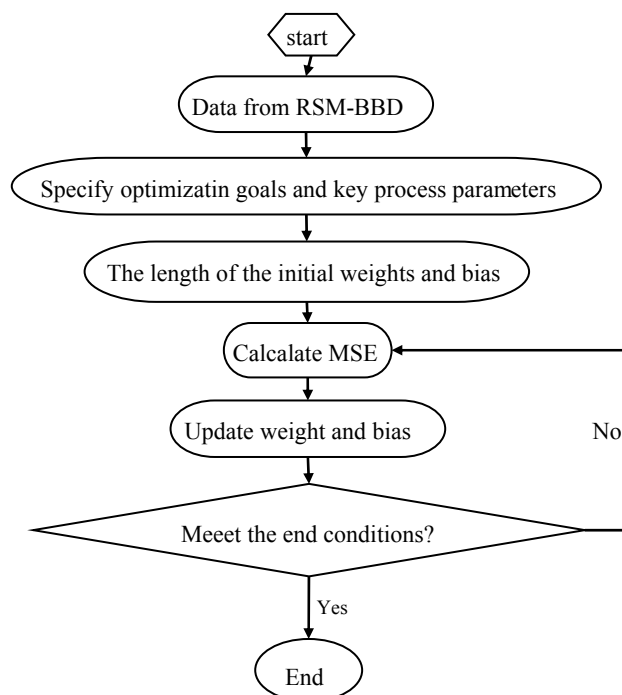 start
Data from RSM-BBD
Specify optimizatin goals and key process parameters
The length of the initial weights and bias
Calcalate MSE
Update weight and bias
No
Meeet the end conditions?
Yes
End